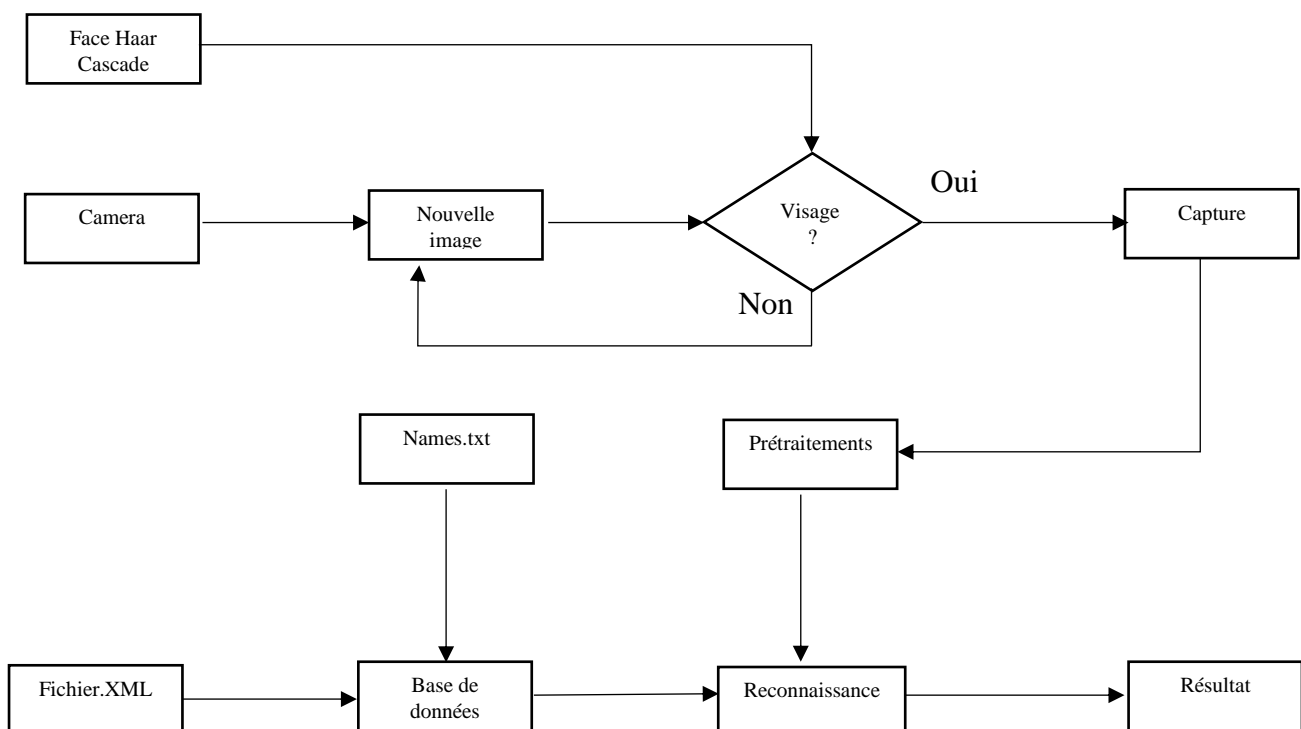 Face Haar
Cascade
Oui
Camera
Nouvelle
image
Visage
?
Capture
Non
Names.txt
Prétraitements
Fichier.XML
Base de
données
Reconnaissance
Résultat